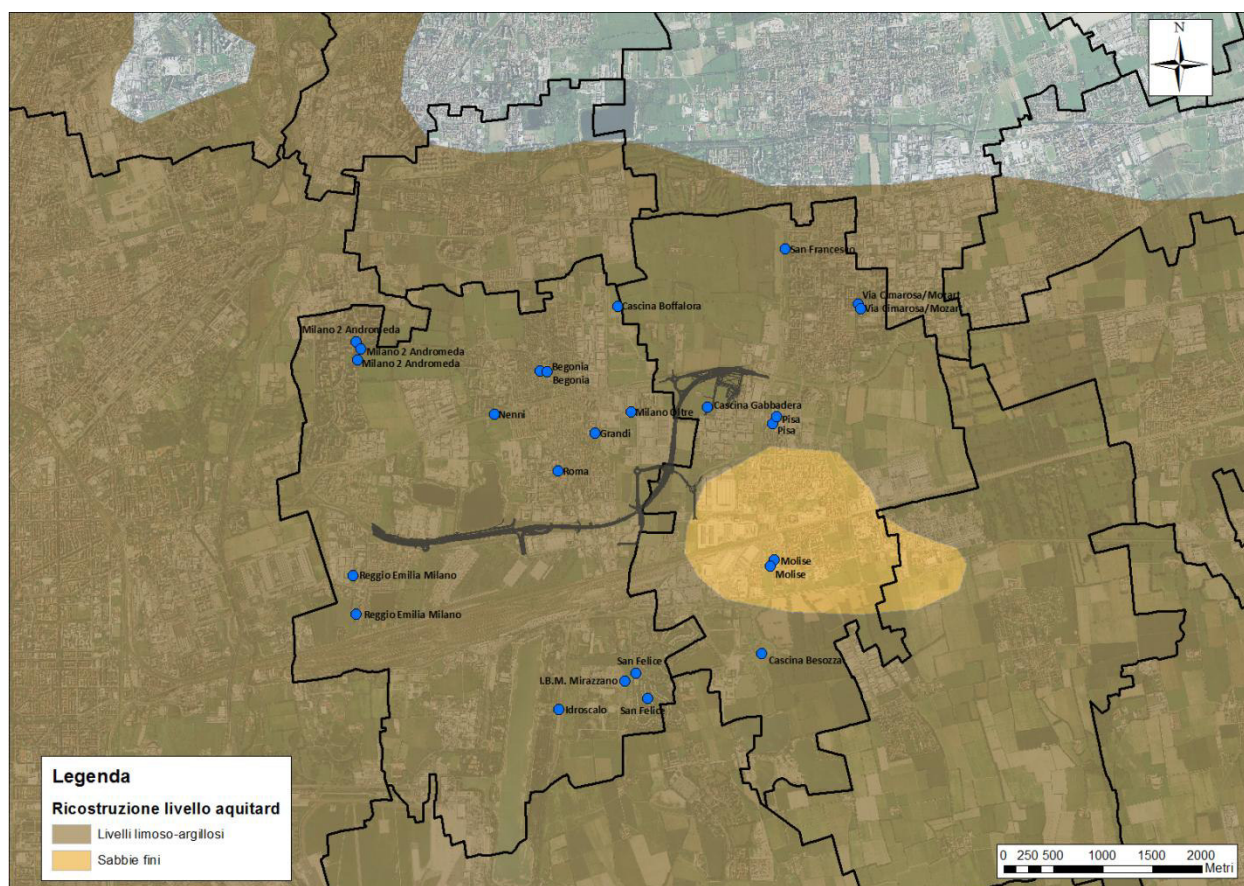 N
San Francesco
Via Cimarosa/Mozart
Via Cimarosa/Mozart
Cascina Boffalora
Milano 2 Andromeda
Milano 2 Andromeda
Milano 2 Andromeda
Begonia
Begonia
Cascina Gabbadera
Milano Oltre
Nenni
Pisa
Pisa
Grandi
Roma
Molise
Molise
Reggio Emilia Milano
Reggio Emilia Milano
San Felice
Cascina Besozza
I.B.M. Mirazzano
San Felice
Idroscalo
Legenda
Ricostruzione livello aquitard
Livelli limoso-argillosi
Sabbie fini
0 250 500 1000 1500 2000
Metri